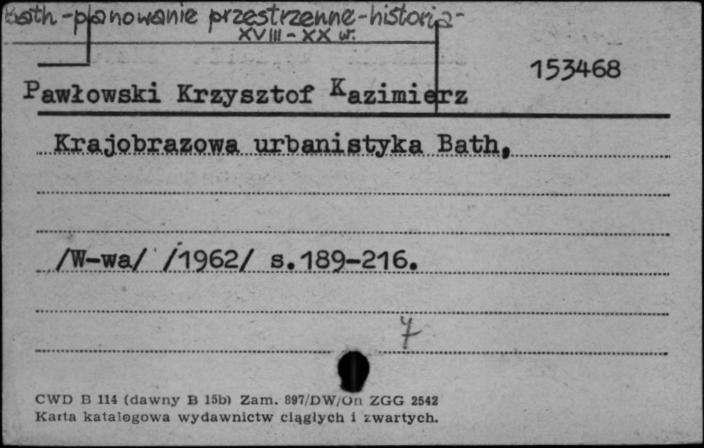 Bath-planowanie przestrzenne-historia-
XVIII-XX w.
153468
Pawłowski Krzysztof Kazimierz
Krajobrazowa urbanistyka Bath,
/W-wa/ /1962/ s.189-216.
7
CWD B 114 (dawny B 15b) Zam. 897/DW/On ZGG 2542
Karta katalogowa wydawnictw ciągłych i zwartych.